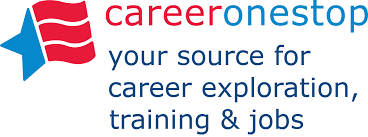 careeronestop
your source for
career exploration,
training & jobs